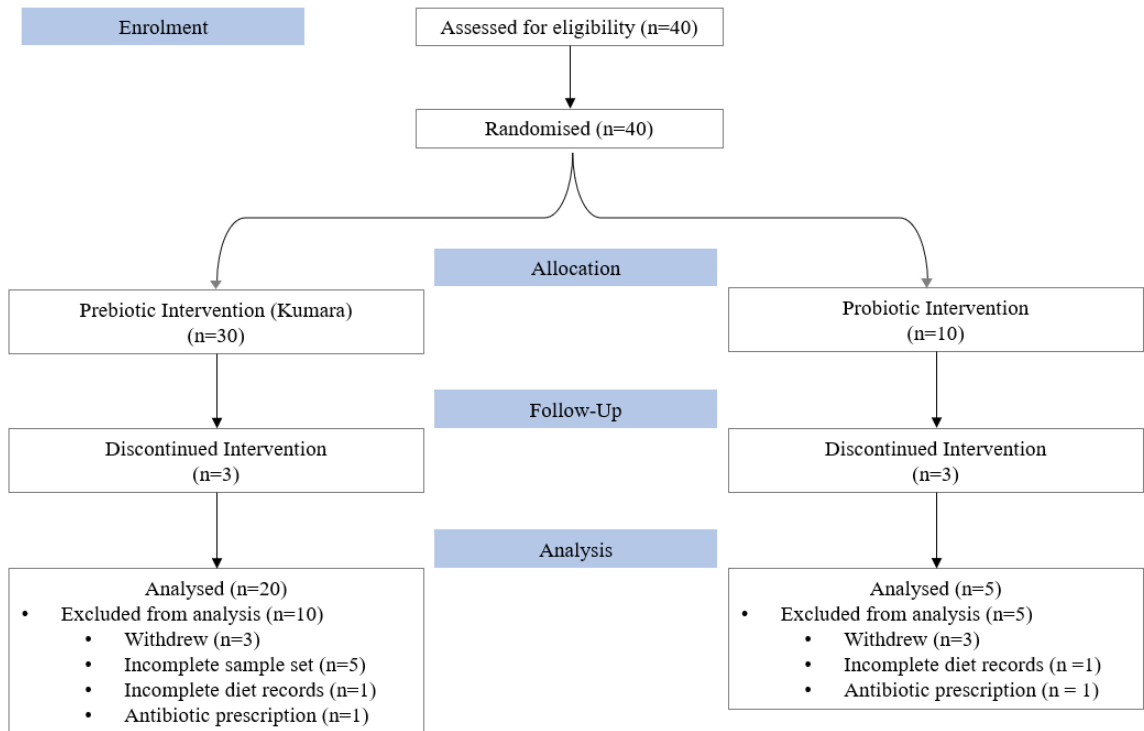 Enrolment
Assessed for eligibility (n=40)
Randomised (n=40)
Allocation
Prebiotic Intervention (Kumara)
(n=30)
Probiotic Intervention
(n=10)
Follow-Up
Discontinued Intervention
(n=3)
Discontinued Intervention
(n=3)
Analysis
Analysed (n=20)
• Excluded from analysis (n=10)
• Withdrew (n=3)
• Incomplete sample set (n=5)
• Incomplete diet records (n=1)
• Antibiotic prescription (n=1)
Analysed (n=5)
• Excluded from analysis (n=5)
• Withdrew (n=3)
• Incomplete diet records (n =1)
• Antibiotic prescription (n = 1)